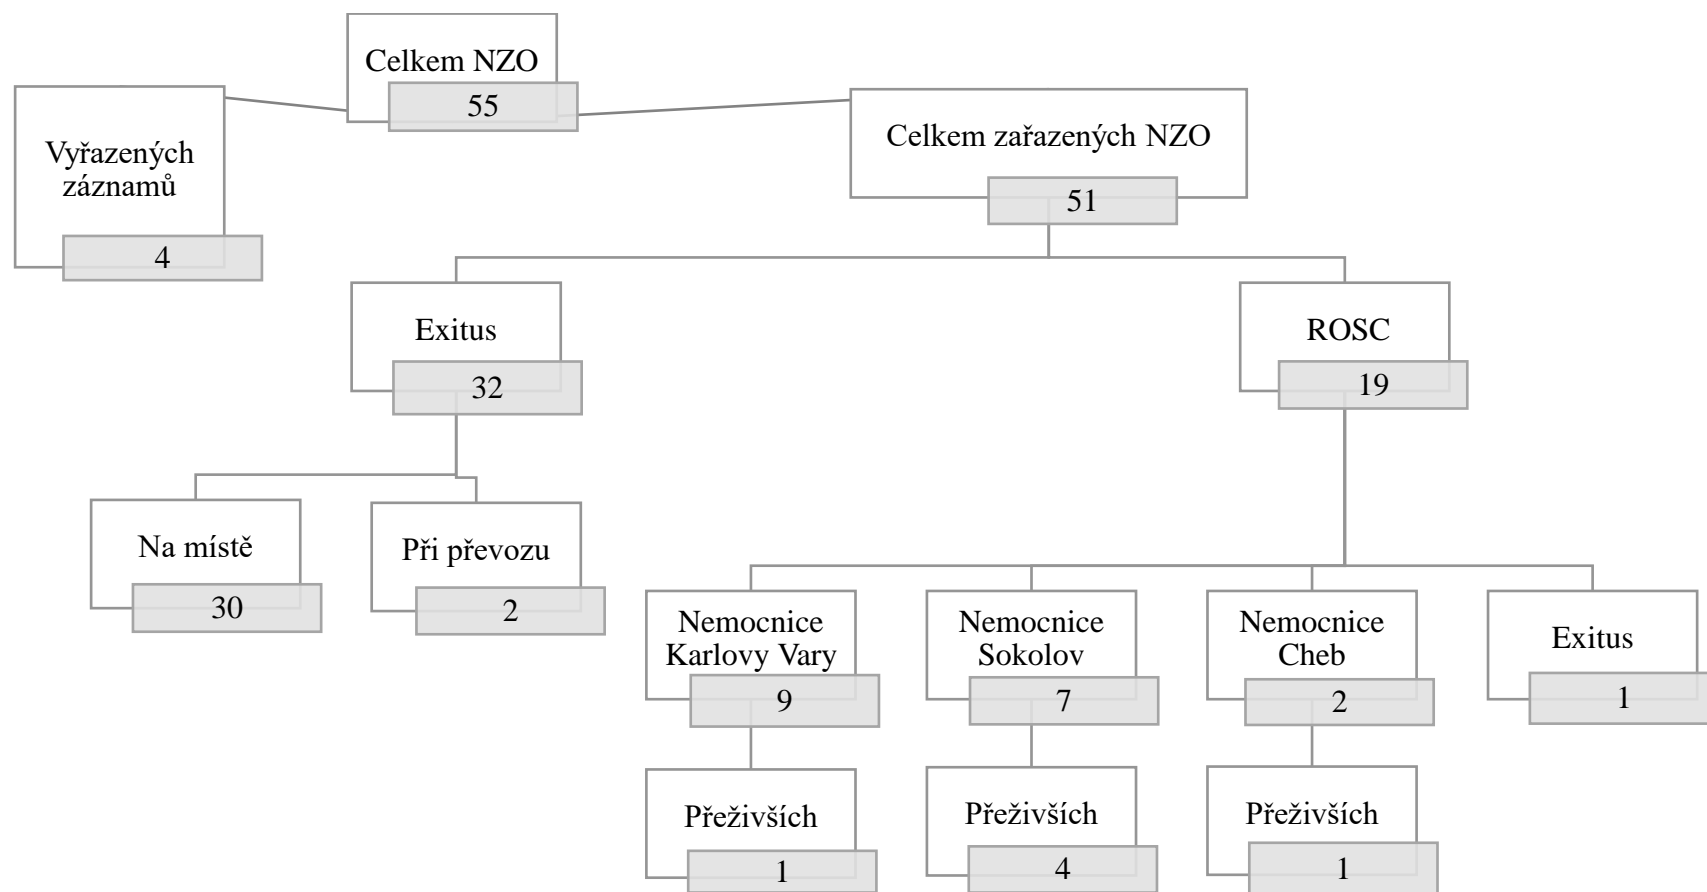 Celkem NZO
55
Vyřazených
záznamů
4
Celkem zařazených NZO
51
Exitus
32
ROSC
19
Na místě
30
Při převozu
2
Nemocnice
Karlovy Vary
9
Nemocnice
Sokolov
7
Nemocnice
Cheb
2
Exitus
1
Přeživších
1
Přeživších
4
Přeživších
1